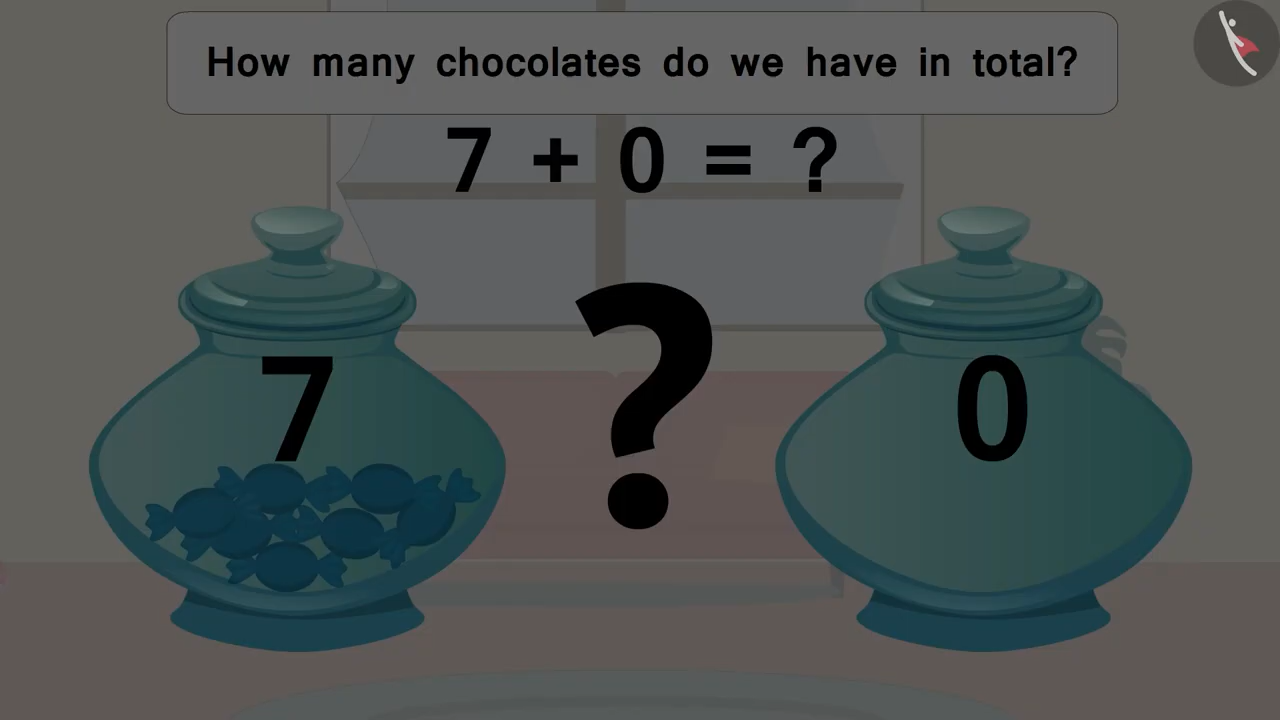 How many chocolates do we have in total?
7 + 0 = ?
7 ? 0